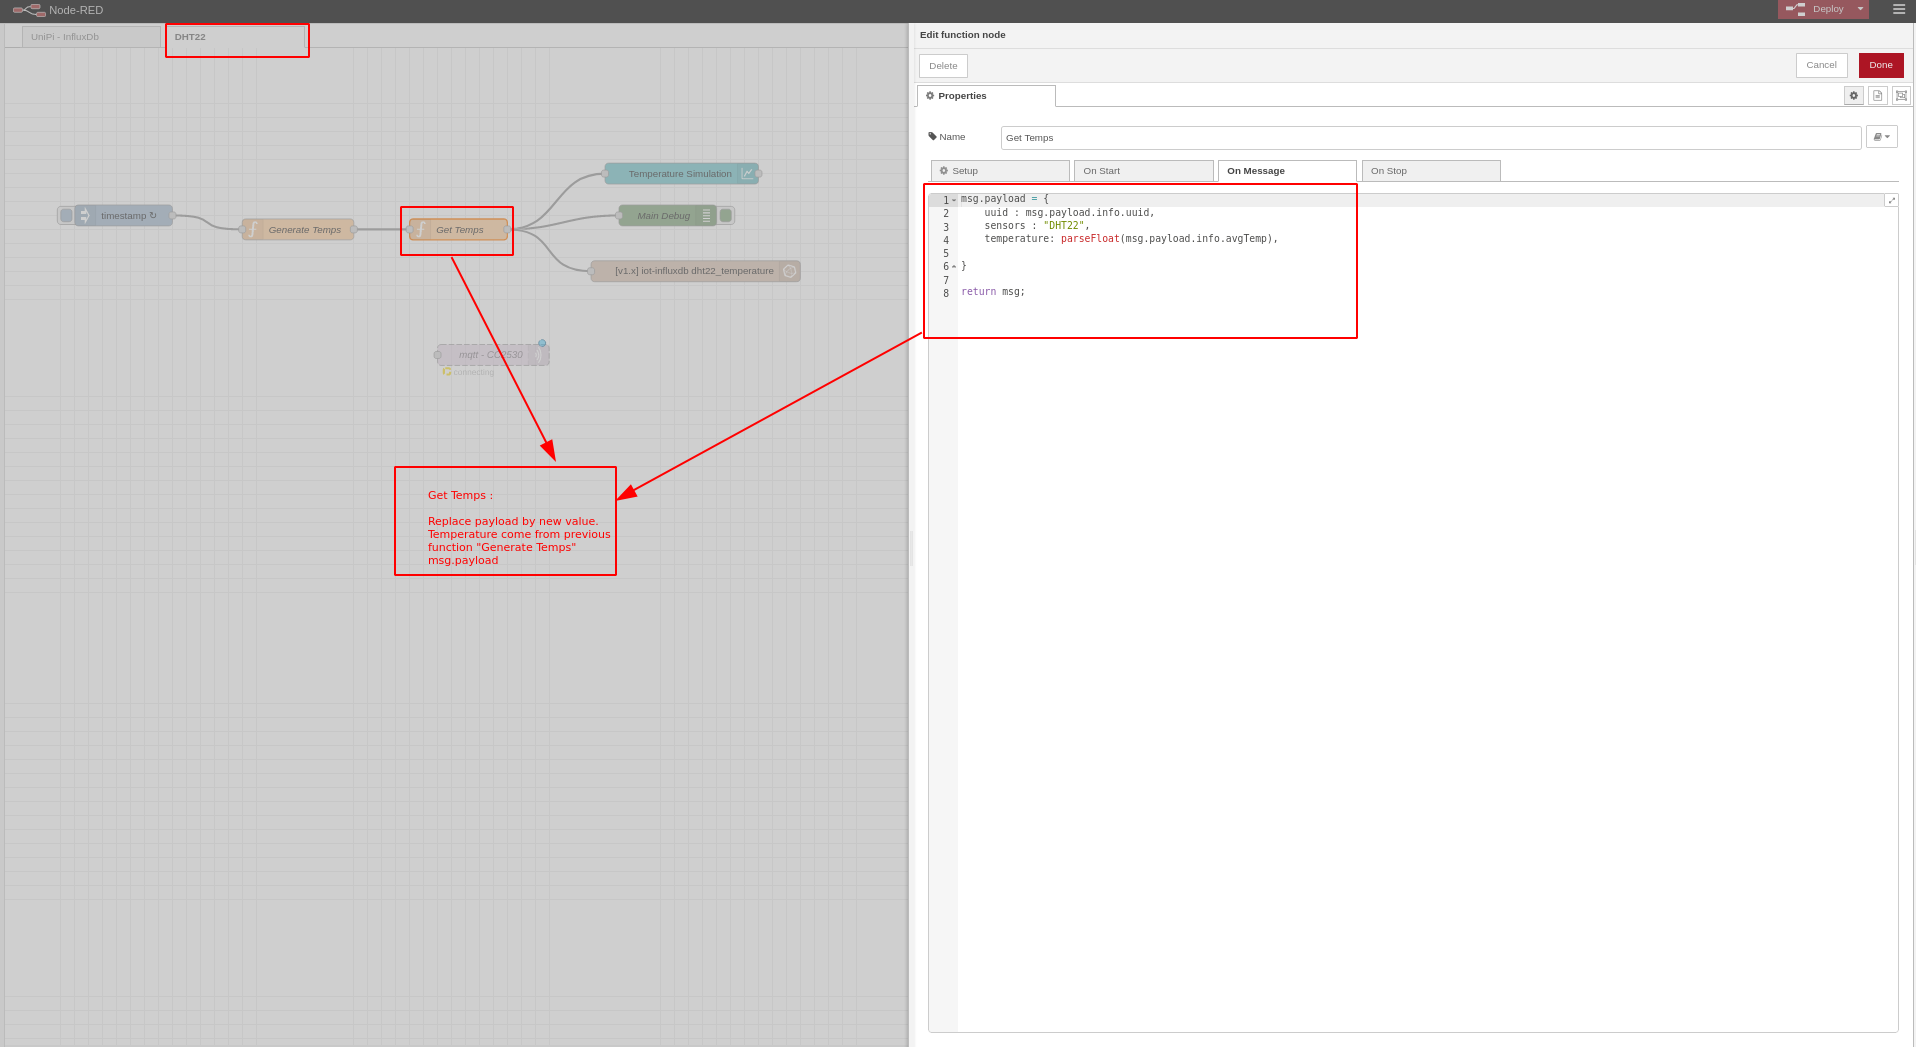 Node-RED
Deploy
UniPi - InfluxDb
DHT22
timestamp ↻
Generate Temps
Get Temps
Temperature Simulation
Main Debug
[v1.x] iot-influxdb dht22_temperature
mqtt - CC2530
connecting
Get Temps :
Replace payload by new value.
Temperature come from previous
function "Generate Temps"
msg.payload
Edit function node
Delete
Cancel
Done
Properties
Name
Get Temps
Setup
On Start
On Message
On Stop
1 msg.payload = {
2 uuid : msg.payload.info.uuid,
3 sensors : "DHT22",
4 temperature: parseFloat(msg.payload.info.avgTemp),
5
6 }
7
8 return msg;